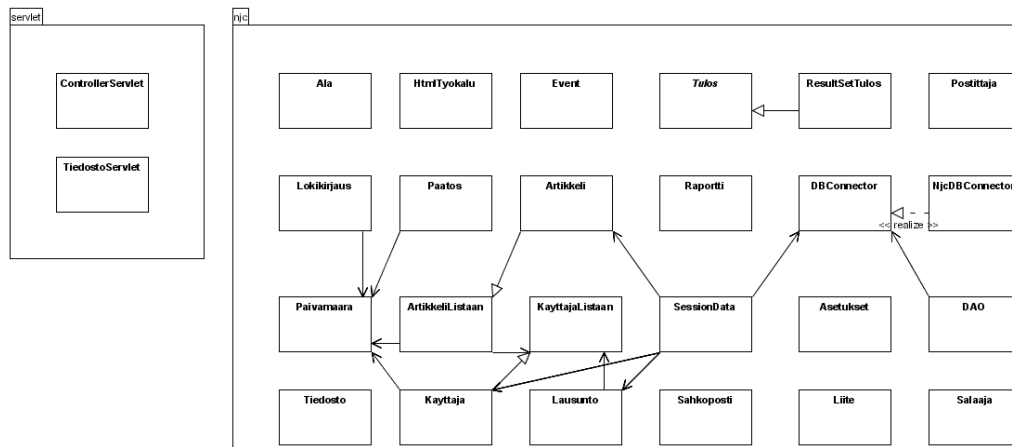 servlet
njc
ControllerServlet
Ala
HtmlTyokalu
Event
Tulos
ResultSetTulos
Postittaja
TiedostoServlet
Lokikirjaus
Paatos
Artikkeli
Raportti
DBConnector
NjcDBConnector
<< realize >>
Paivamaara
ArtikkeliListaan
KayttajaListaan
SessionData
Asetukset
DAO
Tiedosto
Kayttaja
Lausunto
Sahkoposti
Liite
Salaaja